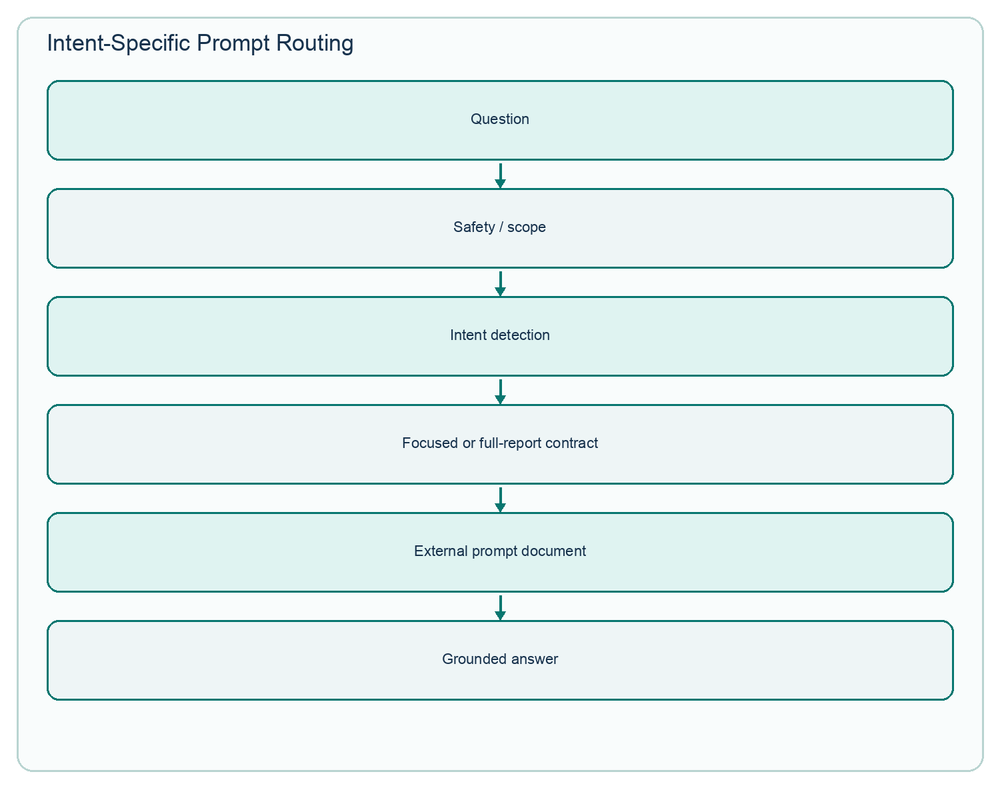 Intent-Specific Prompt Routing
Question
Safety / scope
Intent detection
Focused or full-report contract
External prompt document
Grounded answer